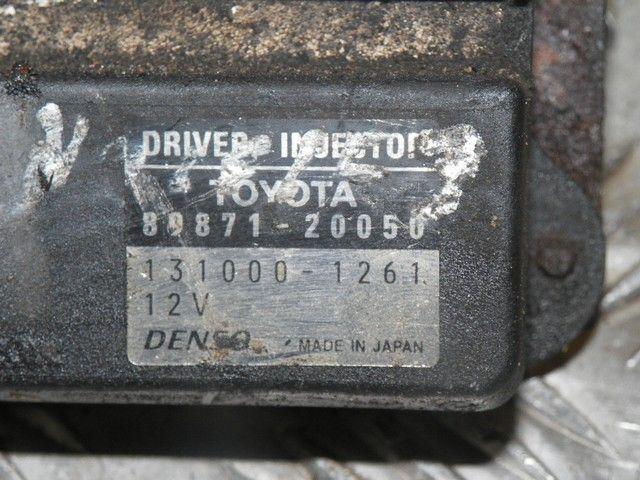 DRIVER, INJECTOR
TOYOTA
89871-20050
131000-1261
12V
DENSO MADE IN JAPAN